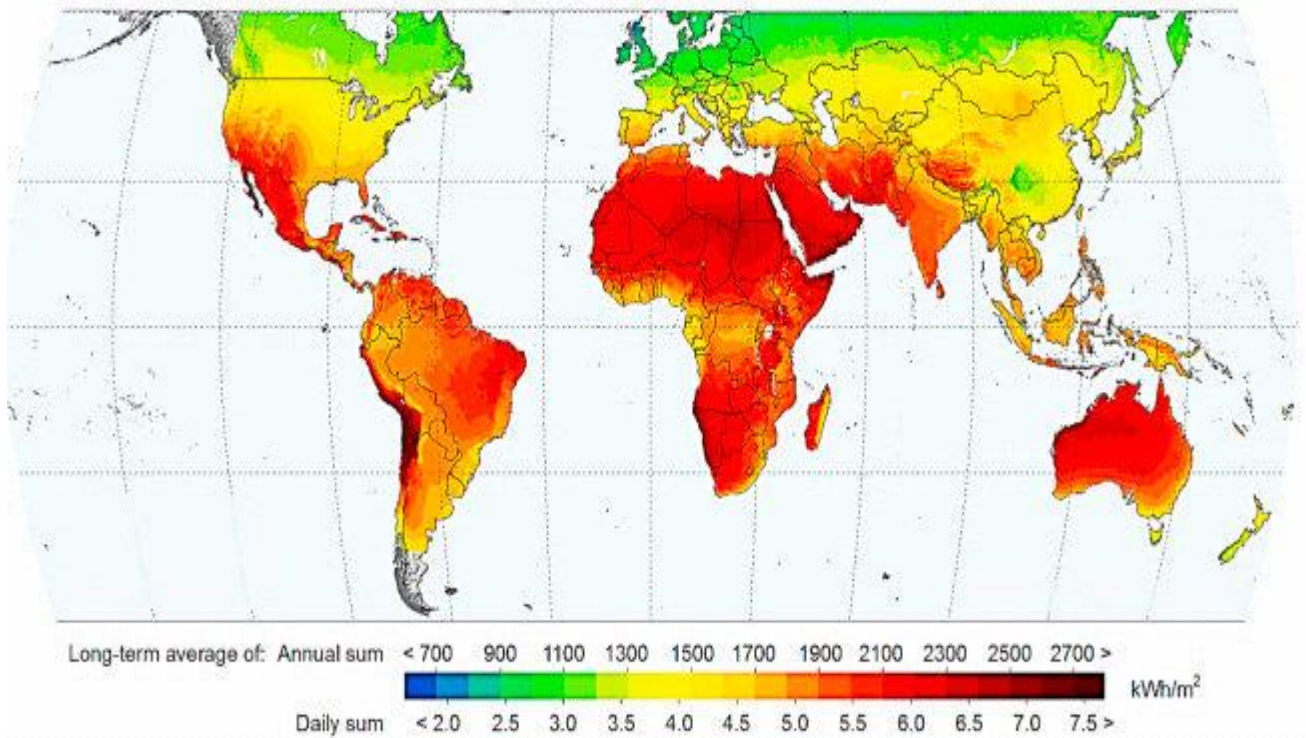 Long-term average of: Annual sum < 700 900 1100 1300 1500 1700 1900 2100 2300 2500 2700 >
kWh/m²
Daily sum < 2.0 2.5 3.0 3.5 4.0 4.5 5.0 5.5 6.0 6.5 7.0 7.5 >